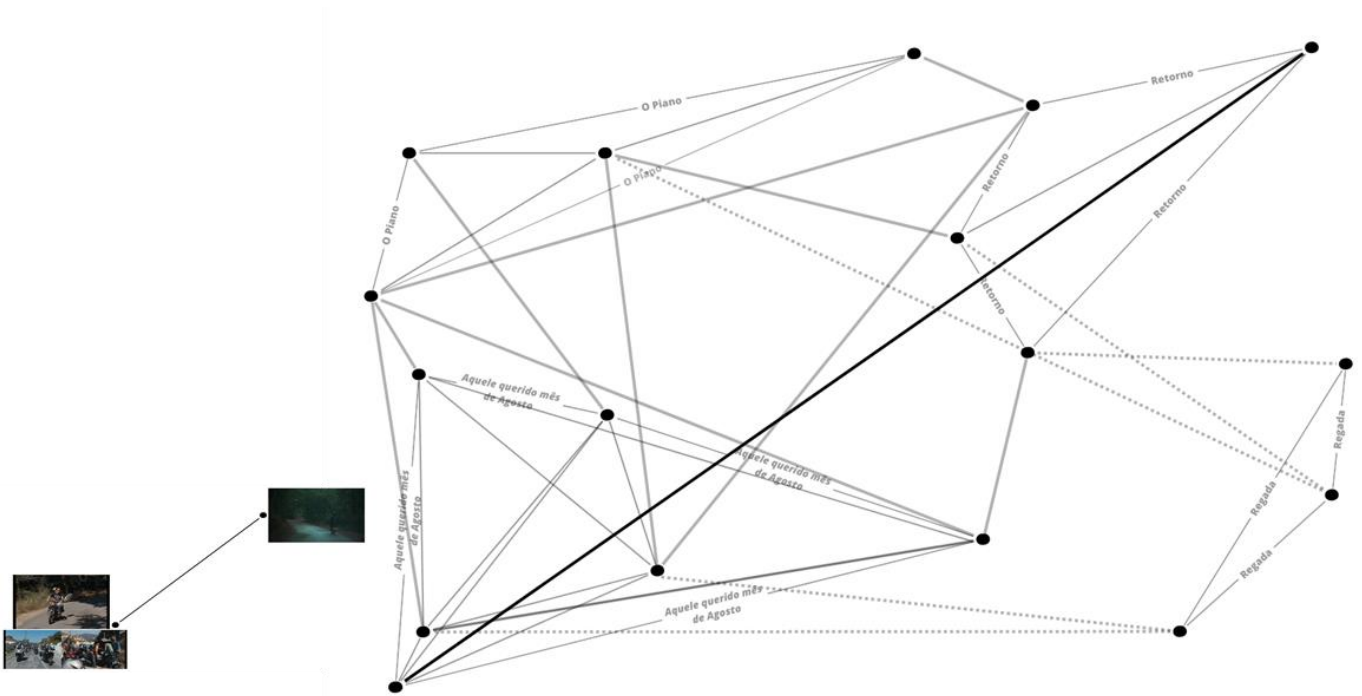 Retorno
O Piano
O Piano
Retorno
Retorno
O Piano
Retorno
Aquele querido mês
de Agosto
Regada
Aquele querido mês
de Agosto
Aquele querido mês
de Agosto
Regada
Regada
Aquele querido mês
de Agosto